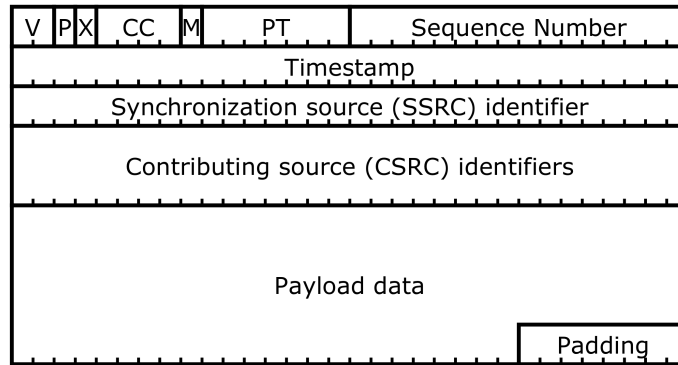 V P X CC M PT Sequence Number
Timestamp
Synchronization source (SSRC) identifier
Contributing source (CSRC) identifiers
Payload data
Padding